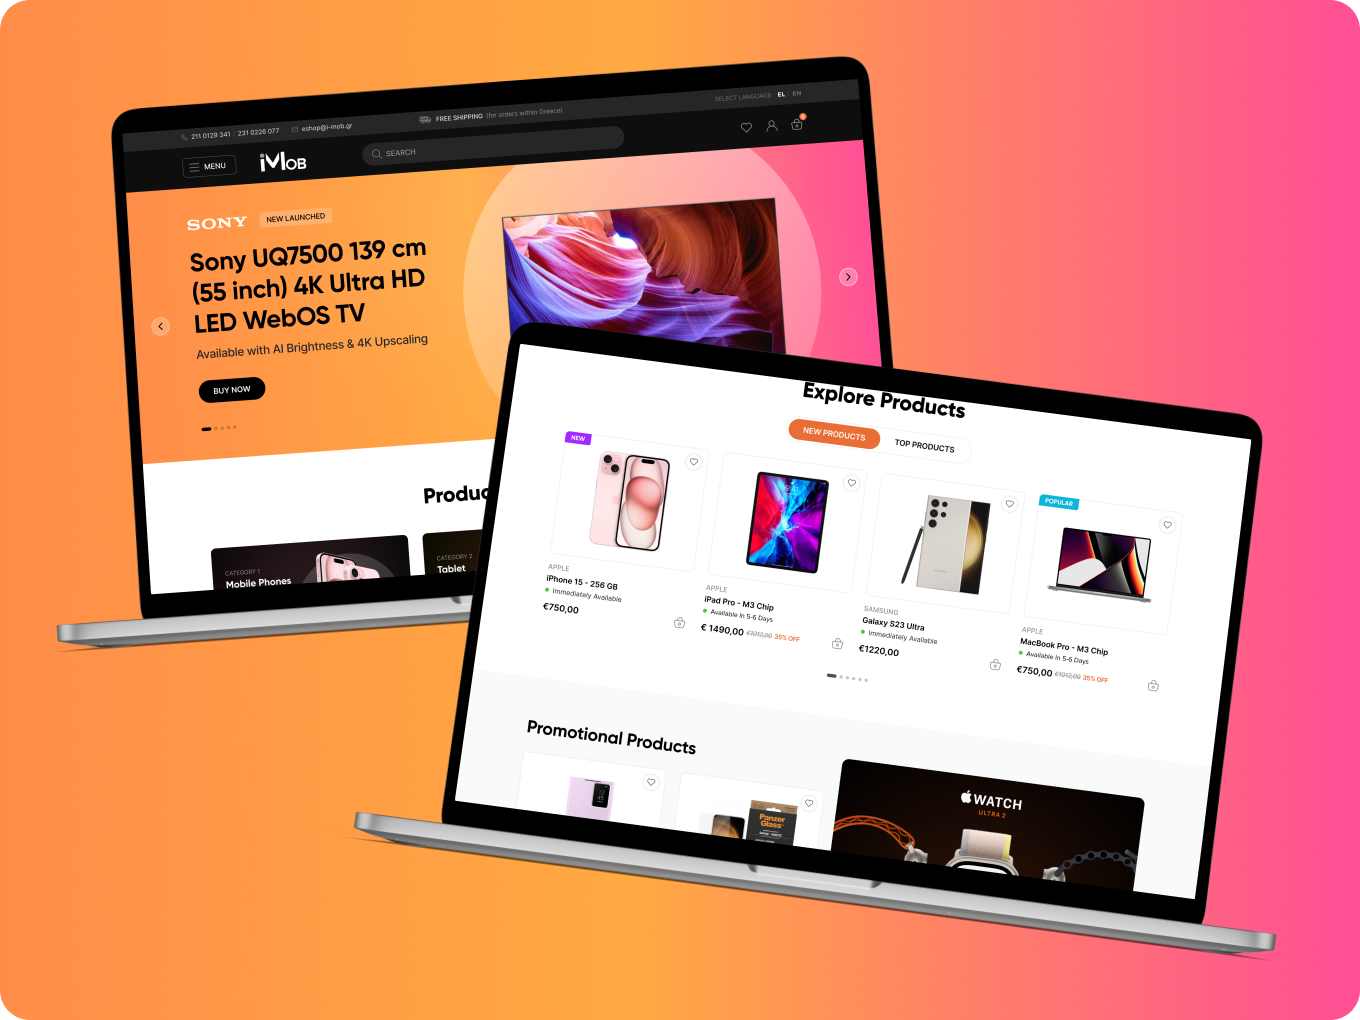 211 0129 341 / 231 0226 077
eshop@i-mob.gr
FREE SHIPPING (for orders within Greece)
SELECT LANGUAGE EL | EN
MENU
iMOB
SEARCH
0
SONY
NEW LAUNCHED
Sony UQ7500 139 cm
(55 inch) 4K Ultra HD
LED WebOS TV
Available with AI Brightness & 4K Upscaling
BUY NOW
Produc
CATEGORY 1
Mobile Phones
CATEGORY 2
Tablet
Explore Products
NEW PRODUCTS
TOP PRODUCTS
NEW
APPLE
iPhone 15 - 256 GB
Immediately Available
€750,00
APPLE
iPad Pro - M3 Chip
Available In 5-6 Days
€ 1490,00 €1012,00 35% OFF
SAMSUNG
Galaxy S23 Ultra
Immediately Available
€1220,00
POPULAR
APPLE
MacBook Pro - M3 Chip
Available In 5-6 Days
€750,00 €1012,00 35% OFF
Promotional Products
Panzer
Glass
WATCH
ULTRA 2